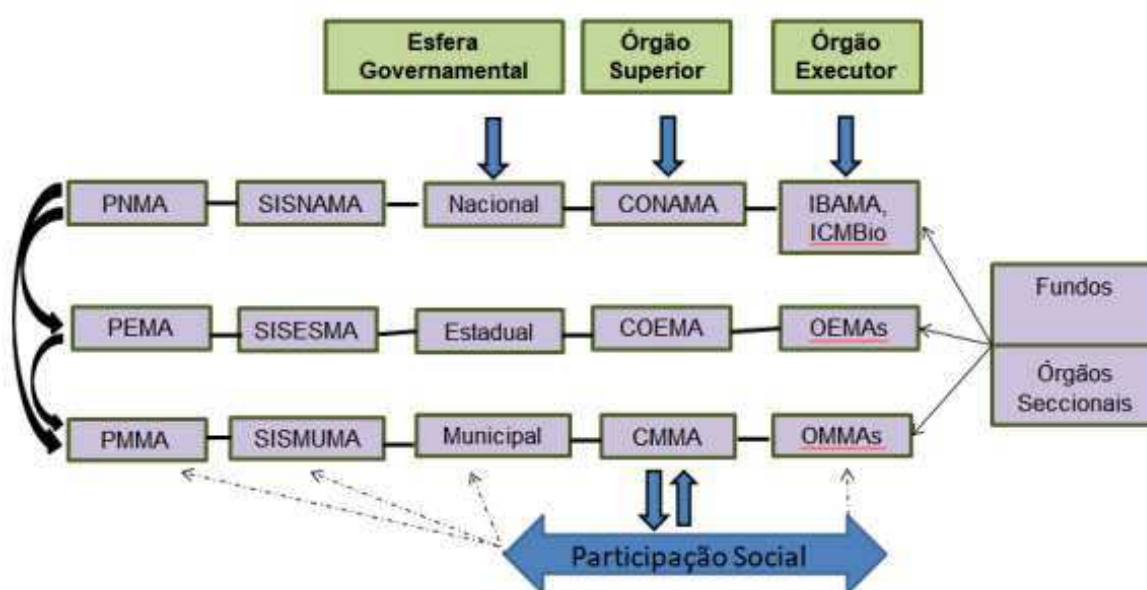 Esfera
Governamental
Órgão
Superior
Órgão
Executor
PNMA
SISNAMA
Nacional
CONAMA
IBAMA,
ICMBio
Fundos
Órgãos
Seccionais
PEMA
SISESMA
Estadual
COEMA
OEMAs
PMMA
SISMUMA
Municipal
CMMA
OMMAs
Participação Social